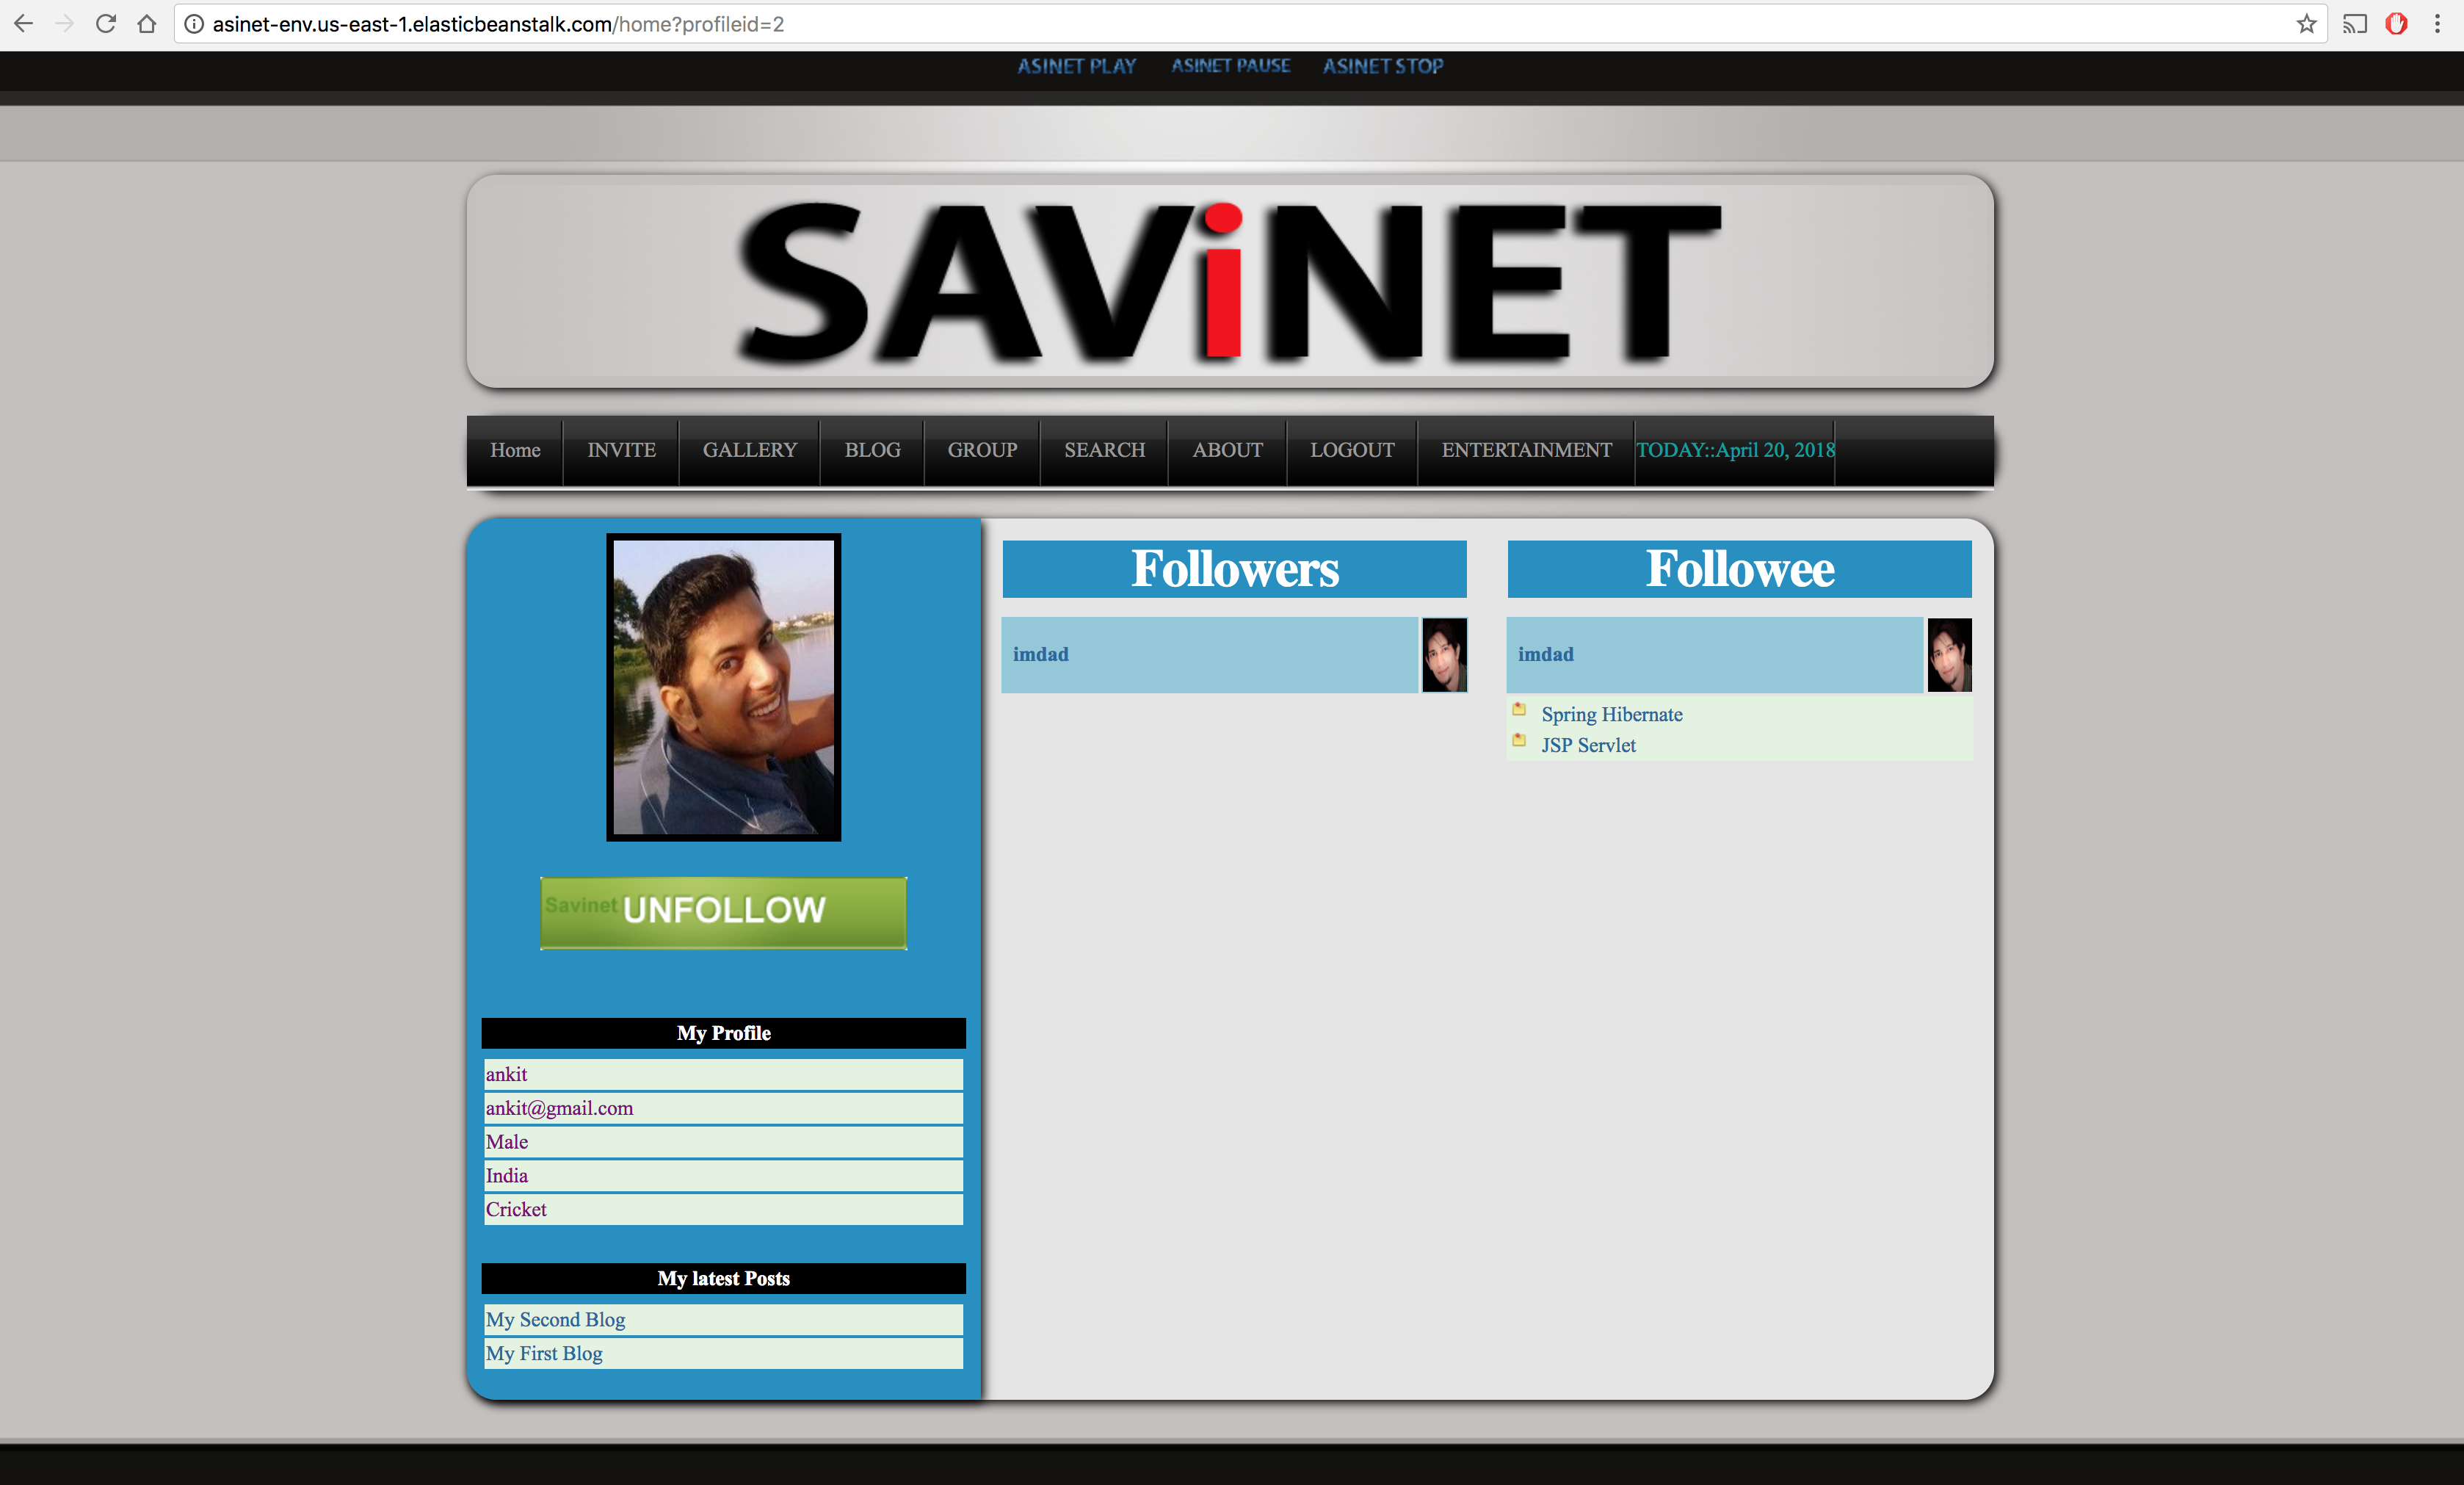 asinet-env.us-east-1.elasticbeanstalk.com/home?profileid=2
ASINET PLAY ASINET PAUSE ASINET STOP
SAViNET
Home INVITE GALLERY BLOG GROUP SEARCH ABOUT LOGOUT ENTERTAINMENT TODAY::April 20, 2018
Savinet UNFOLLOW
My Profile
ankit
ankit@gmail.com
Male
India
Cricket
My latest Posts
My Second Blog
My First Blog
Followers
imdad
Followee
imdad
Spring Hibernate
JSP Servlet